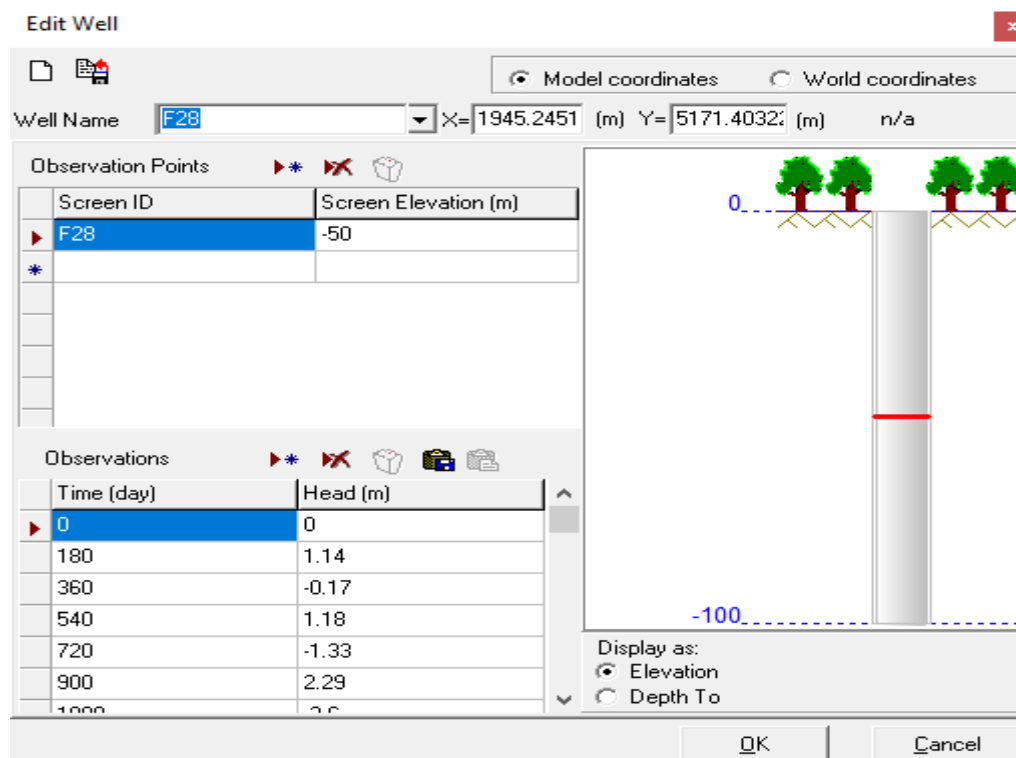 Edit Well
Model coordinates World coordinates
Well Name F28 X= 1945.2451 (m) Y= 5171.4032 (m) n/a
Observation Points
Screen ID Screen Elevation (m)
F28 -50
*
Observations
Time (day) Head (m)
0 0
180 1.14
360 -0.17
540 1.18
720 -1.33
900 2.29
0
-100
Display as:
Elevation
Depth To
OK Cancel